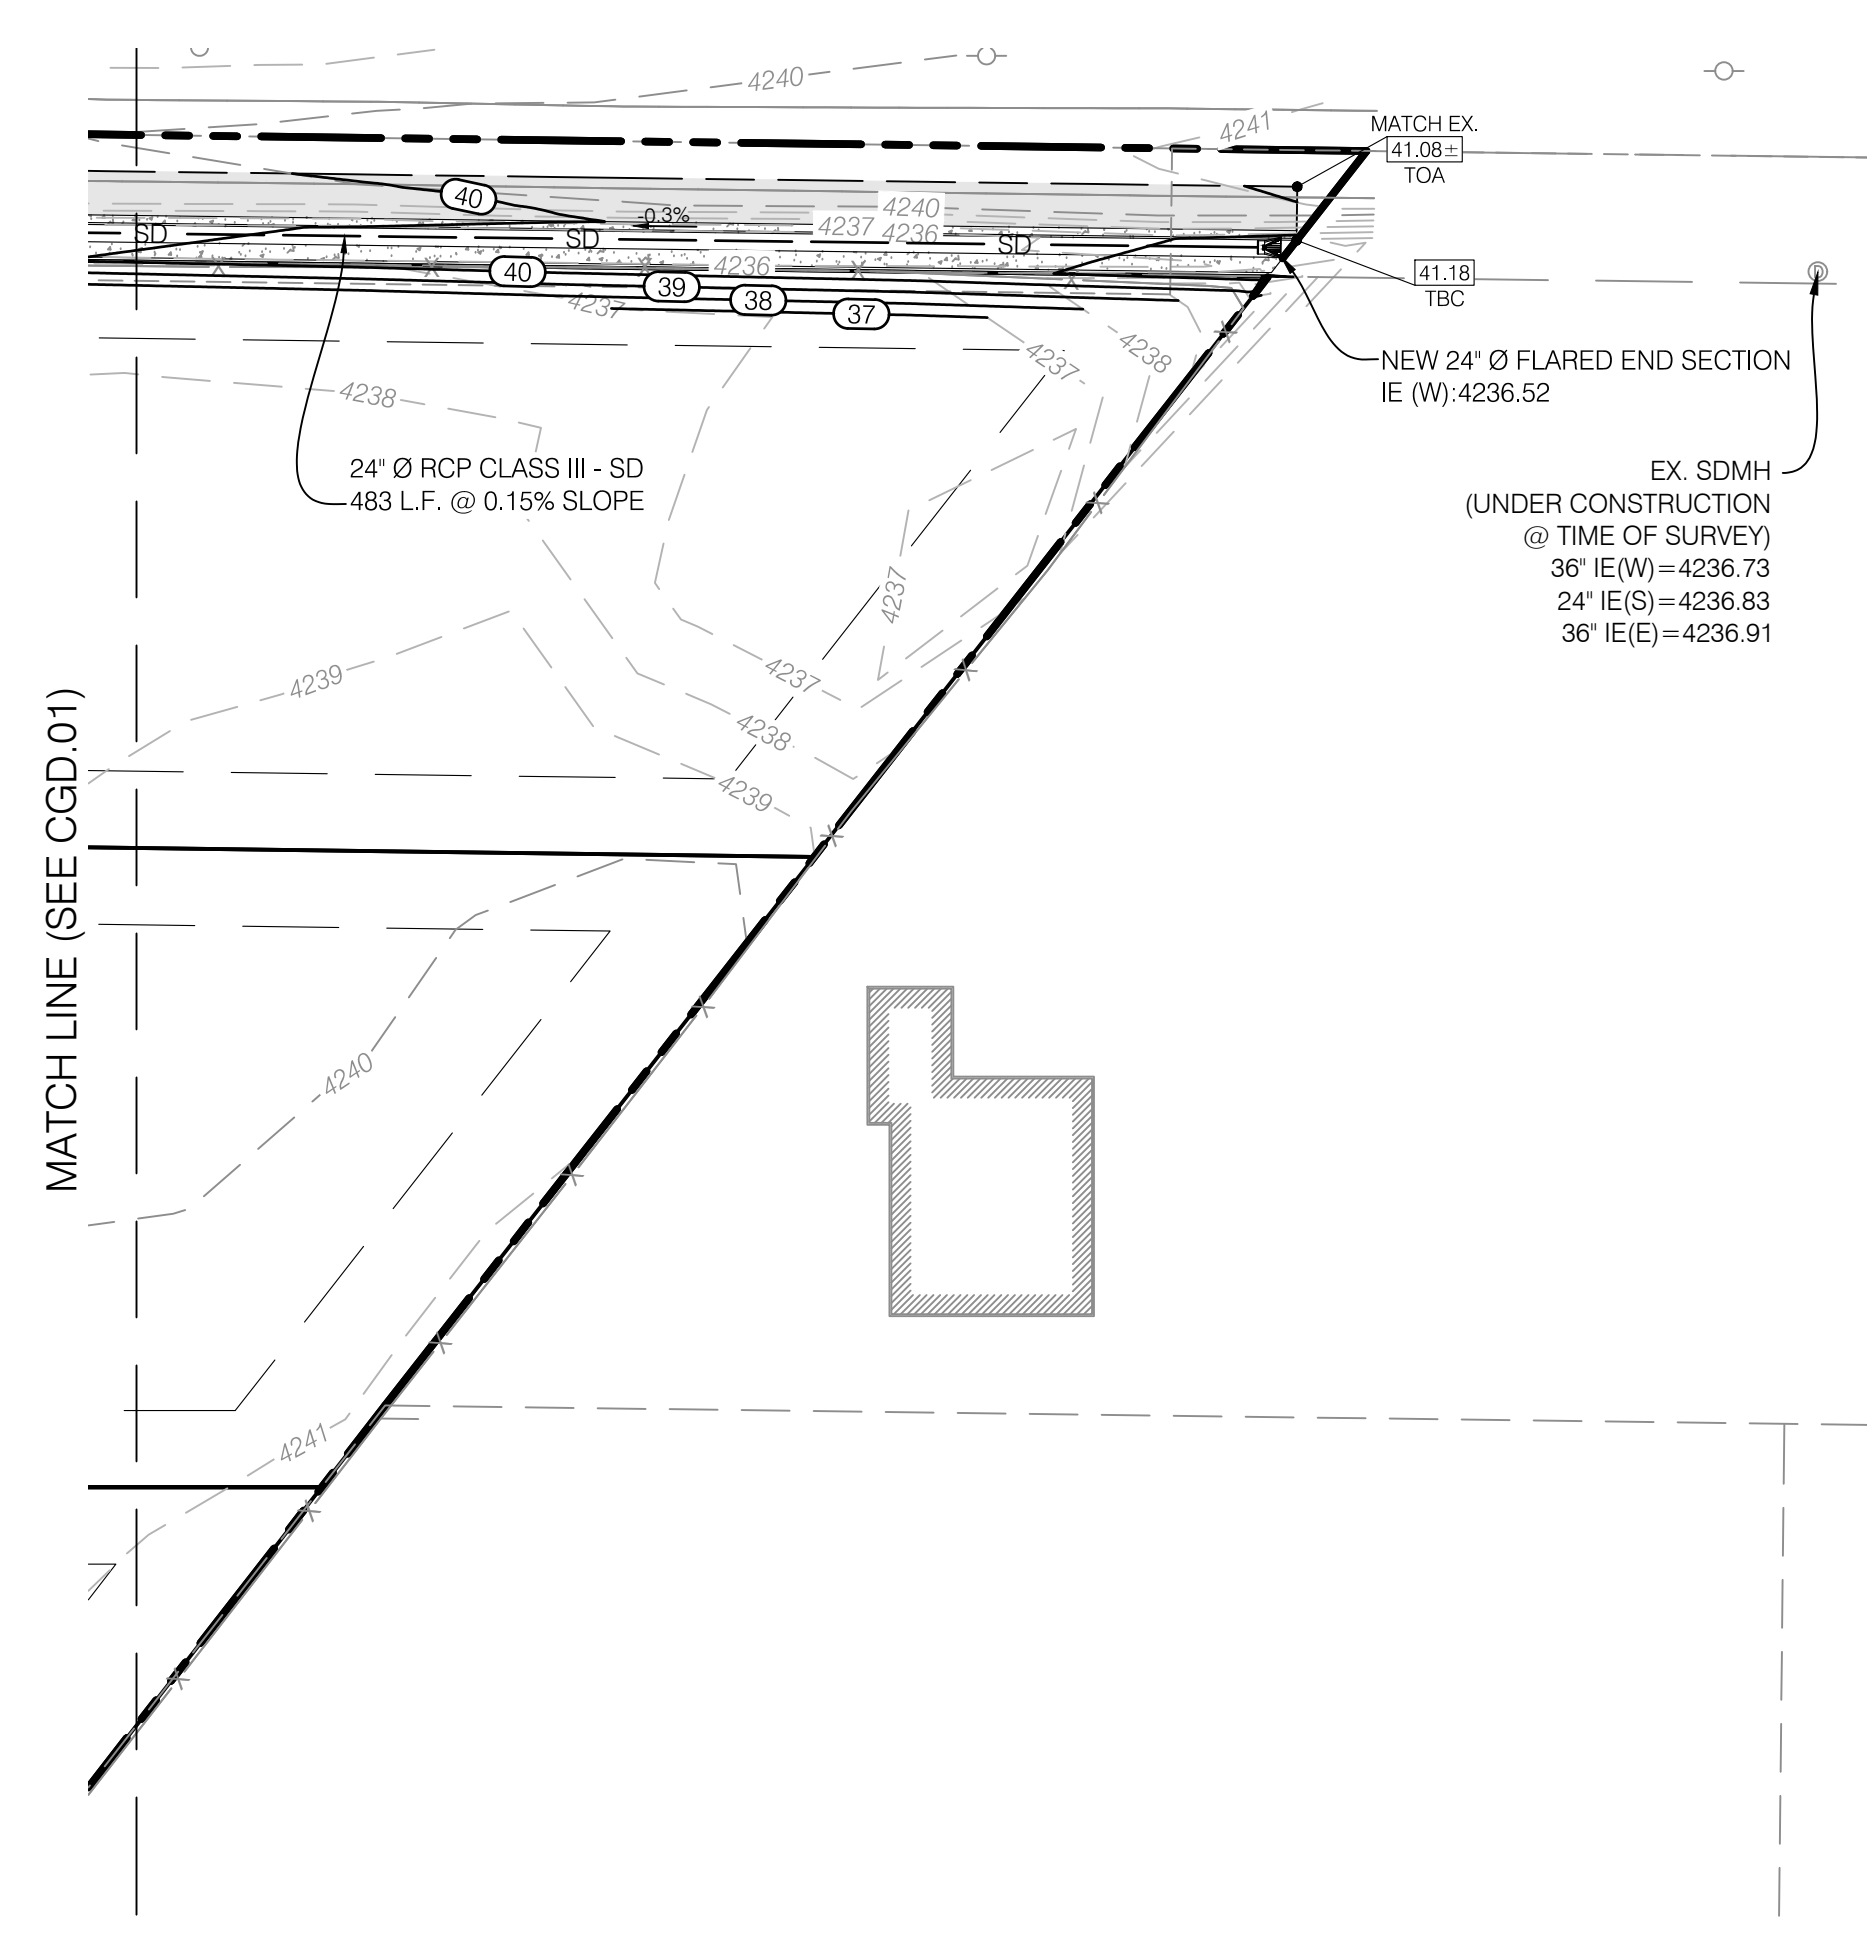 4240
4241
MATCH EX.
41.08±
TOA
40
4240
-0.3%
4237 4236
SD
SD
SD
4236
40
39
38
37
4237
41.18
TBC
4237
4238
NEW 24" Ø FLARED END SECTION
IE (W):4236.52
4238
24" Ø RCP CLASS III - SD
483 L.F. @ 0.15% SLOPE
EX. SDMH
(UNDER CONSTRUCTION
@ TIME OF SURVEY)
36" IE(W)=4236.73
24" IE(S)=4236.83
36" IE(E)=4236.91
4237
4239
4237
4238
4239
MATCH LINE (SEE CGD.01)
4240
4241